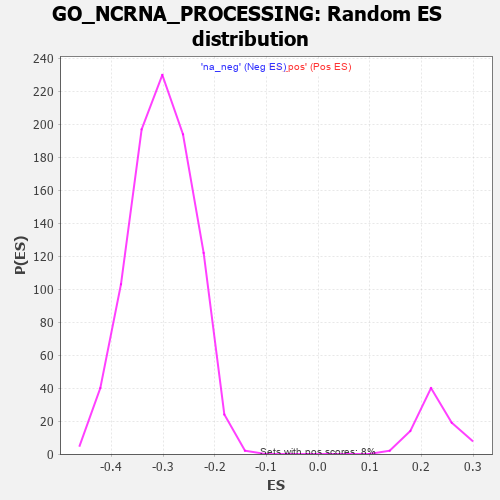 GO_NCRNA_PROCESSING: Random ES
distribution
'na_neg' (Neg ES) pos' (Pos ES)
240
220
200
180
160
140
120
100
80
60
40
20
0
P(ES)
Sets with pos scores: 8%
-0.4 -0.3 -0.2 -0.1 0.0 0.1 0.2 0.3
ES